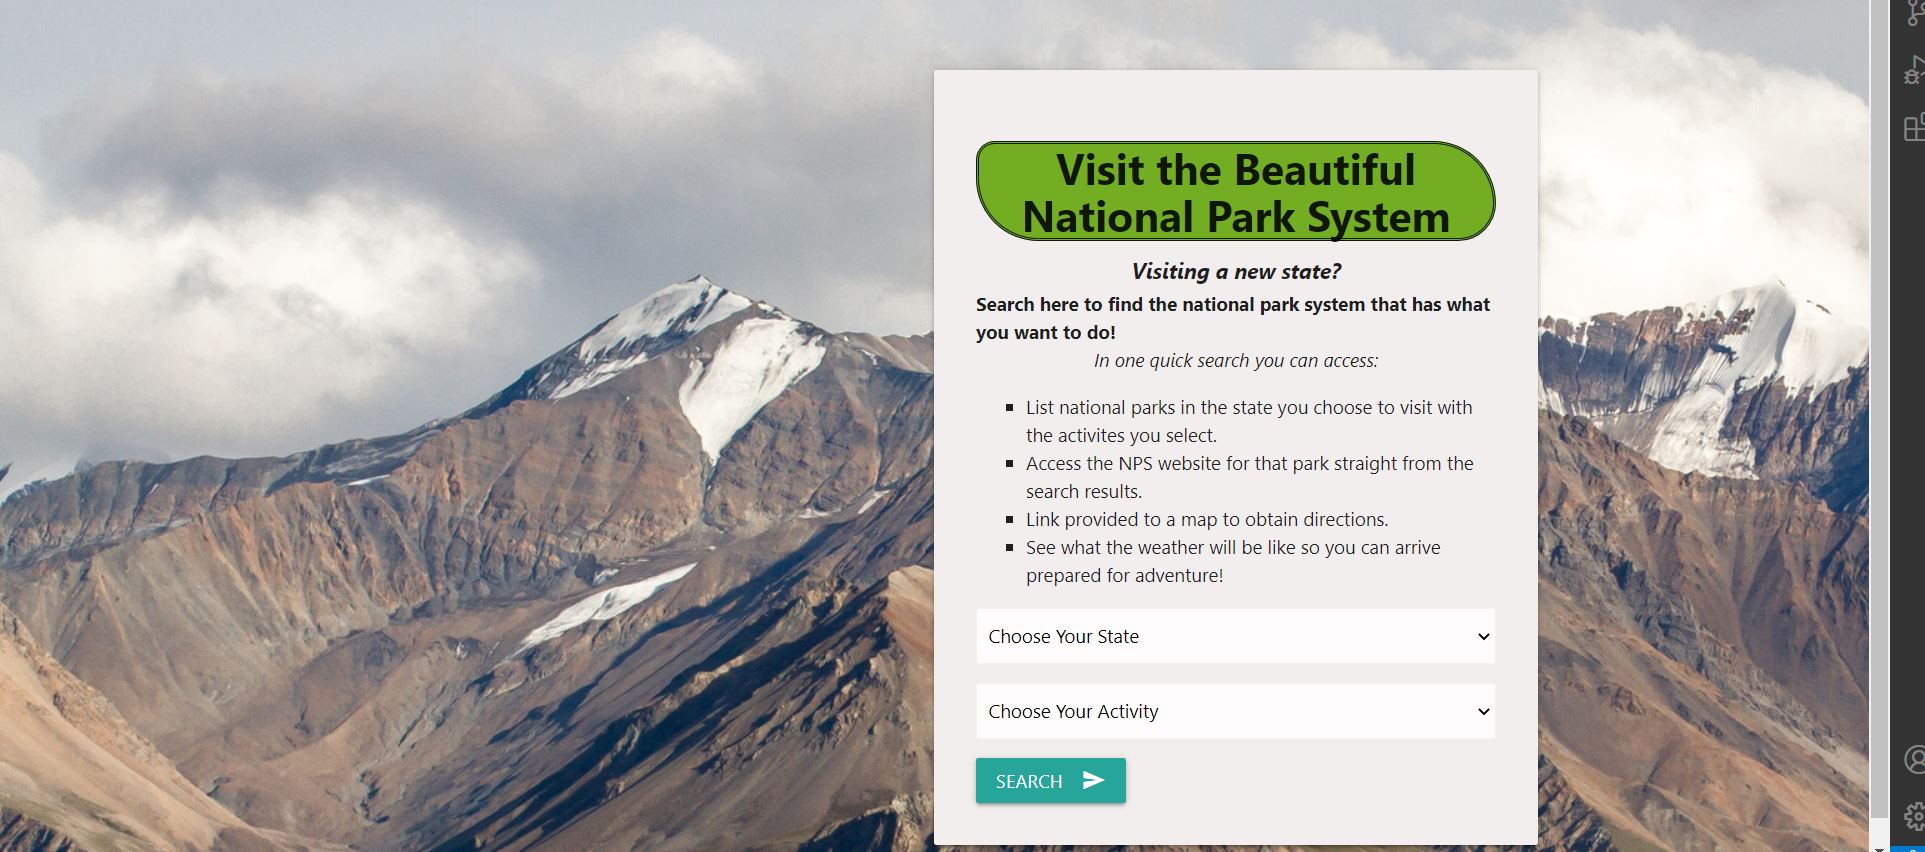 Visit the Beautiful
National Park System
Visiting a new state?
Search here to find the national park system that has what
you want to do!
In one quick search you can access:
List national parks in the state you choose to visit with
the activites you select.
Access the NPS website for that park straight from the
search results.
Link provided to a map to obtain directions.
See what the weather will be like so you can arrive
prepared for adventure!
Choose Your State
Choose Your Activity
SEARCH